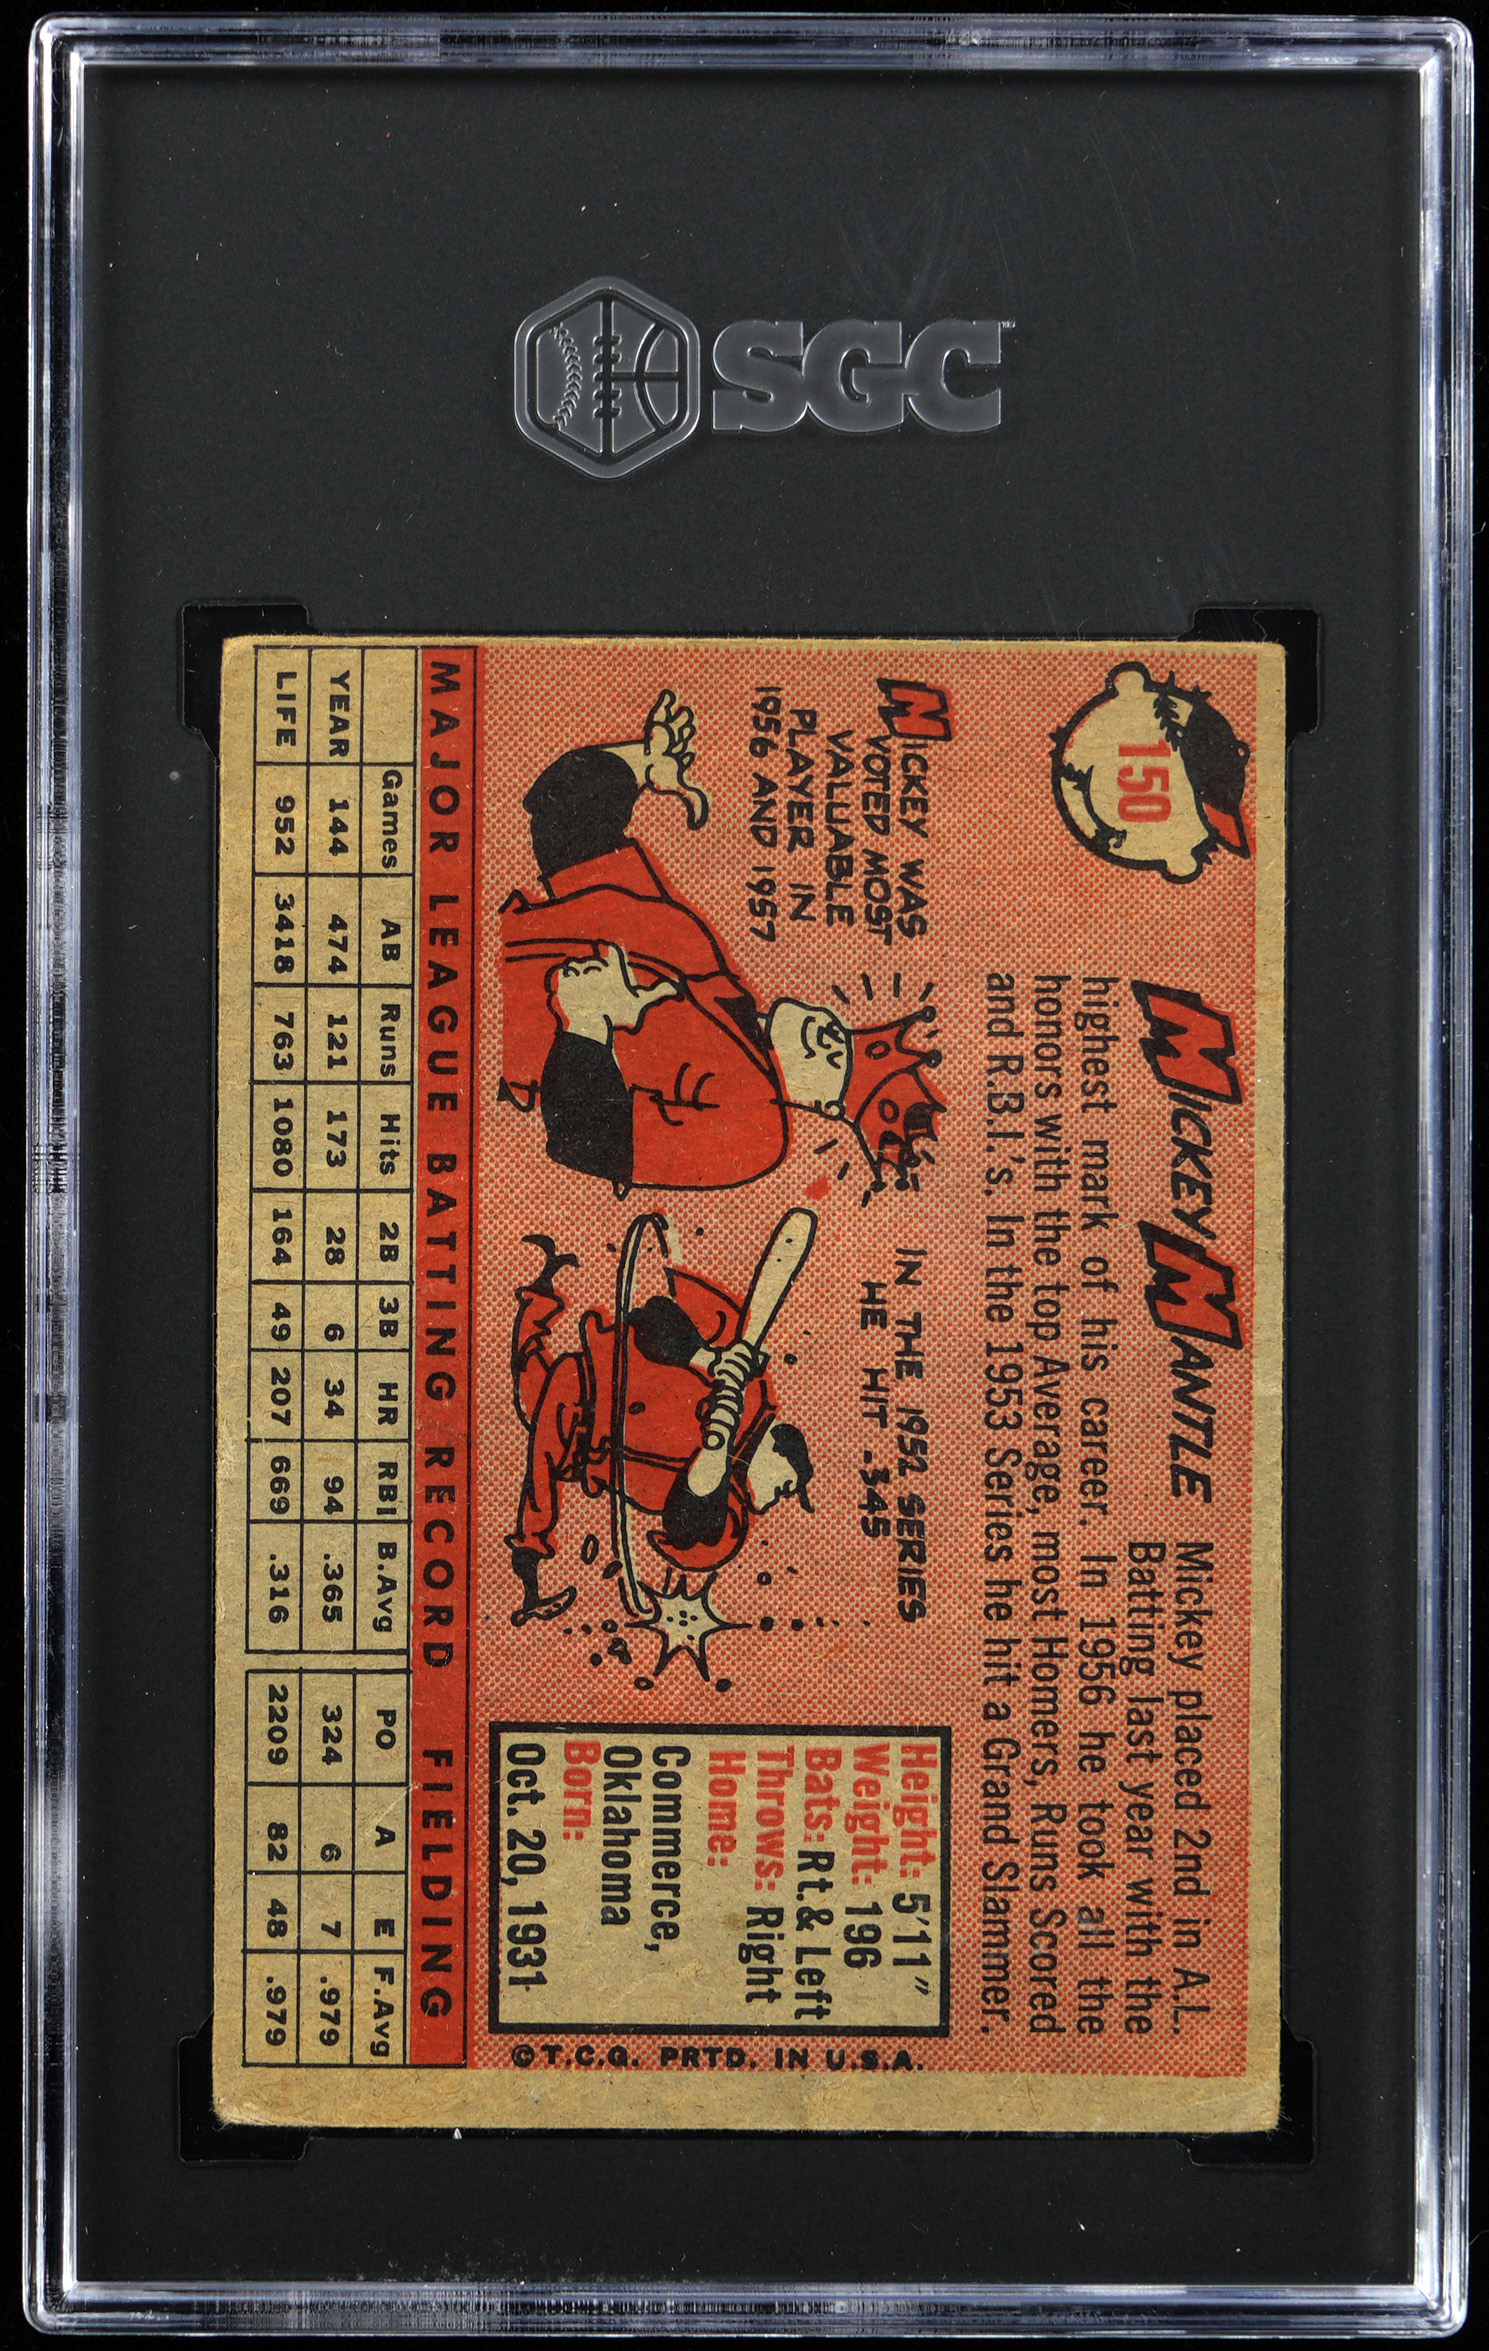 SGC
150
MICKEY MANTLE
Mickey placed 2nd in A.L.
Batting last year with the
highest mark of his career. In 1956 he took all the
honors with the top Average, most Homers, Runs Scored
and R.B.I.'s. In the 1953 Series he hit a Grand Slammer.
MICKEY WAS
VOTED MOST
VALUABLE
PLAYER IN
1956 AND 1957
IN THE 1952 SERIES
HE HIT .345
Height: 5'11"
Weight: 196
Bats: Rt.& Left
Throws: Right
Home:
Commerce,
Oklahoma
Born:
Oct. 20, 1931
©T.C.G. PRTD. IN U.S.A.
MAJOR LEAGUE BATTING RECORD FIELDING
Games AB Runs Hits 2B 3B HR RBI B.Avg PO A E F.Avg
YEAR 144 474 121 173 28 6 34 94 .365 324 6 7 .979
LIFE 952 3418 763 1080 164 49 207 669 .316 2209 82 48 .979